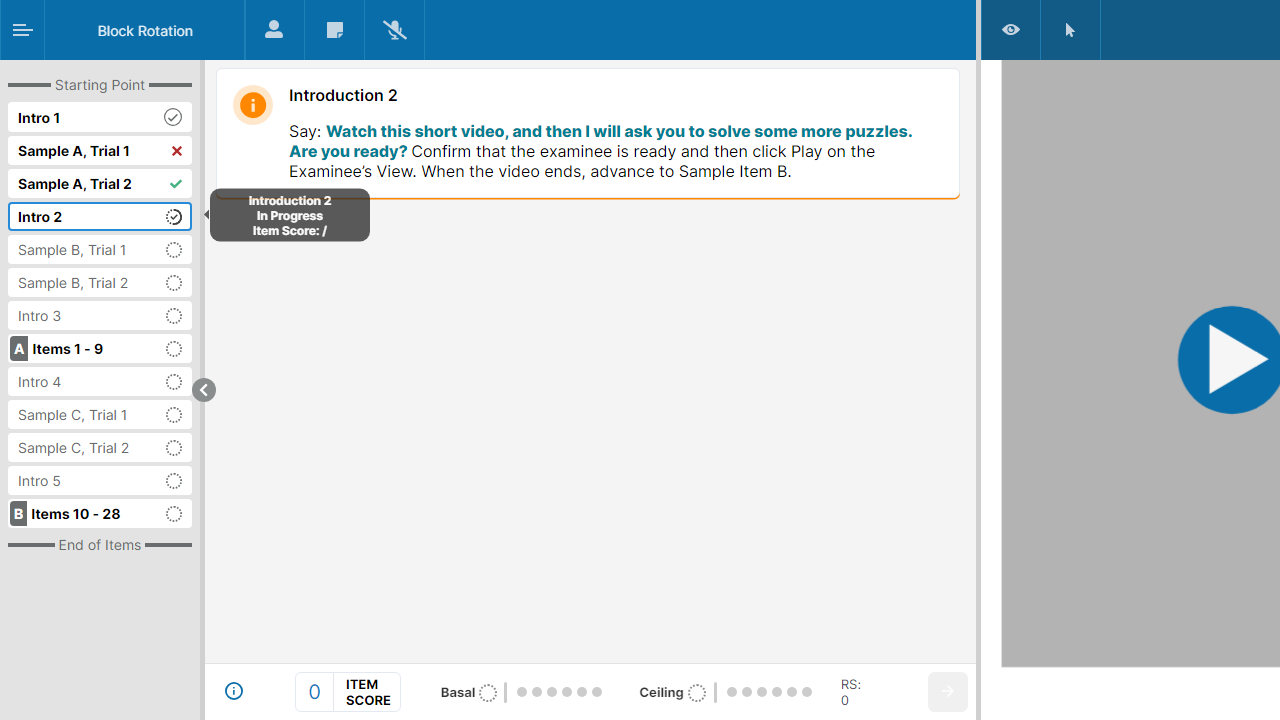 Block Rotation
Starting Point
Intro 1
Sample A, Trial 1
Sample A, Trial 2
Intro 2
Sample B, Trial 1
Sample B, Trial 2
Intro 3
A Items 1 - 9
Intro 4
Sample C, Trial 1
Sample C, Trial 2
Intro 5
B Items 10 - 28
End of Items
Introduction 2
Say: Watch this short video, and then I will ask you to solve some more puzzles.
Are you ready? Confirm that the examinee is ready and then click Play on the
Examinee’s View. When the video ends, advance to Sample Item B.
Introduction 2
In Progress
Item Score: /
0 ITEM
SCORE
Basal
Ceiling
RS:
0